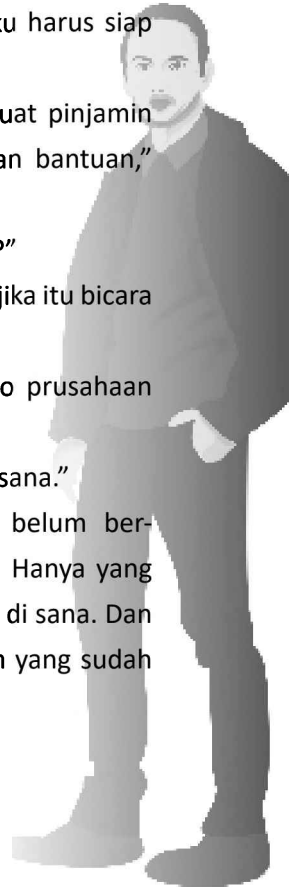 ku harus siap
uat pinjamin
an bantuan,”
?”
jika itu bicara
o prusahaan
sana.”
belum ber-
Hanya yang
di sana. Dan
n yang sudah